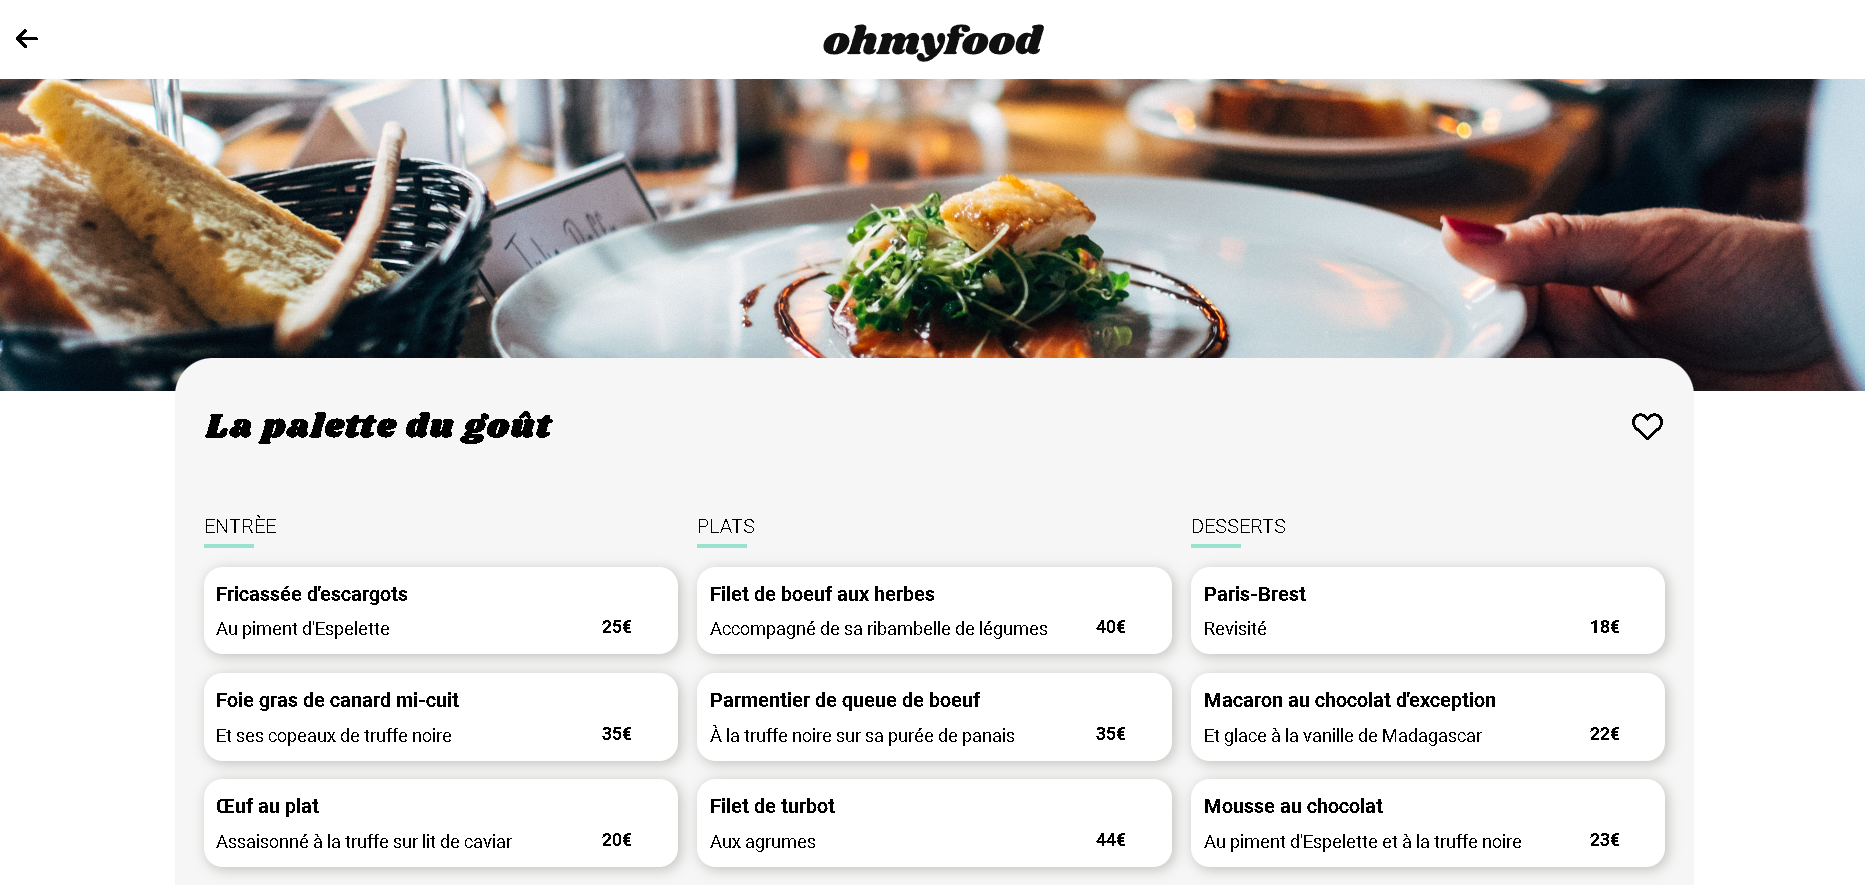 ohmyfood
La palette du goût
ENTRÈE
Fricassée d'escargots
Au piment d'Espelette 25€
Foie gras de canard mi-cuit
Et ses copeaux de truffe noire 35€
Œuf au plat
Assaisonné à la truffe sur lit de caviar 20€
PLATS
Filet de boeuf aux herbes
Accompagné de sa ribambelle de légumes 40€
Parmentier de queue de boeuf
À la truffe noire sur sa purée de panais 35€
Filet de turbot
Aux agrumes 44€
DESSERTS
Paris-Brest
Revisité 18€
Macaron au chocolat d'exception
Et glace à la vanille de Madagascar 22€
Mousse au chocolat
Au piment d'Espelette et à la truffe noire 23€